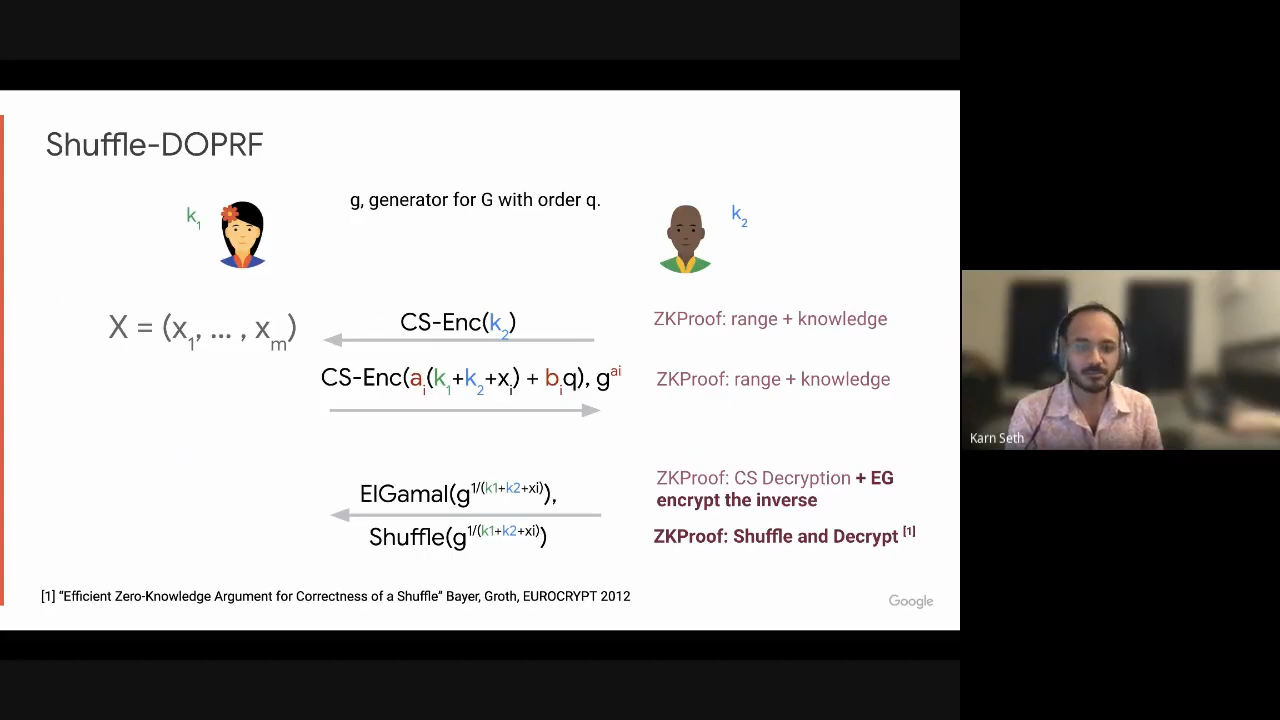 Shuffle-DOPRF
g, generator for G with order q.
k1
k2
X = (x1, ... , xm)
CS-Enc(k2)
ZKProof: range + knowledge
CS-Enc(ai(k1+k2+xi) + biq), g^ai
ZKProof: range + knowledge
ElGamal(g^1/(k1+k2+xi)),
ZKProof: CS Decryption + EG
encrypt the inverse
Shuffle(g^1/(k1+k2+xi))
ZKProof: Shuffle and Decrypt [1]
[1] “Efficient Zero-Knowledge Argument for Correctness of a Shuffle” Bayer, Groth, EUROCRYPT 2012
Google
Karn Seth